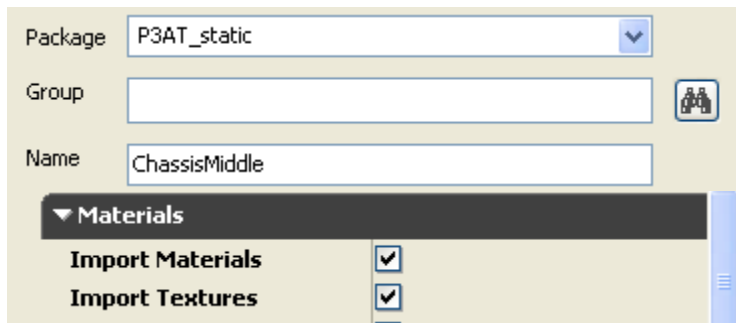 Package P3AT_static
Group
Name ChassisMiddle
Materials
Import Materials
Import Textures